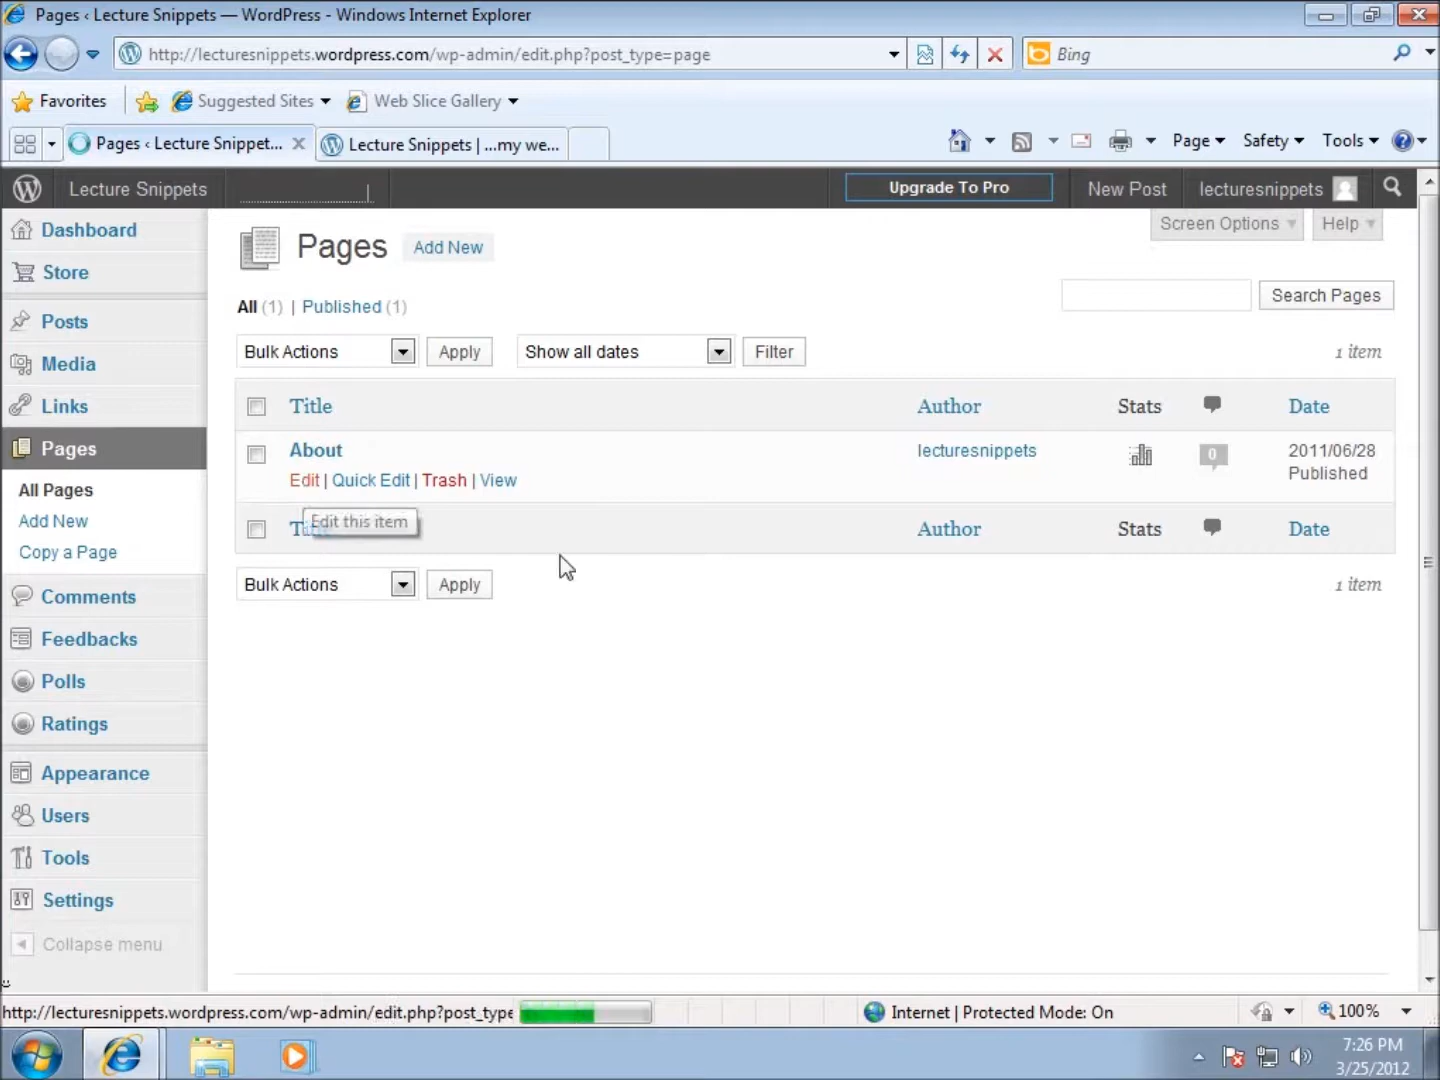 Pages ‹ Lecture Snippets — WordPress - Windows Internet Explorer
http://lecturesnippets.wordpress.com/wp-admin/edit.php?post_type=page
Bing
Favorites
Suggested Sites
Web Slice Gallery
Pages ‹ Lecture Snippet...
Lecture Snippets | ...my we...
Page
Safety
Tools
Lecture Snippets
Upgrade To Pro
New Post
lecturesnippets
Dashboard
Store
Posts
Media
Links
Pages
All Pages
Add New
Copy a Page
Comments
Feedbacks
Polls
Ratings
Appearance
Users
Tools
Settings
Collapse menu
Screen Options
Help
Pages Add New
All (1) | Published (1)
Search Pages
Bulk Actions Apply Show all dates Filter 1 item
Title Author Stats Date
About lecturesnippets 0 2011/06/28
Published
Edit | Quick Edit | Trash | View
Edit this item
Title Author Stats Date
Bulk Actions Apply 1 item
http://lecturesnippets.wordpress.com/wp-admin/edit.php?post_type
Internet | Protected Mode: On
100%
7:26 PM
3/25/2012